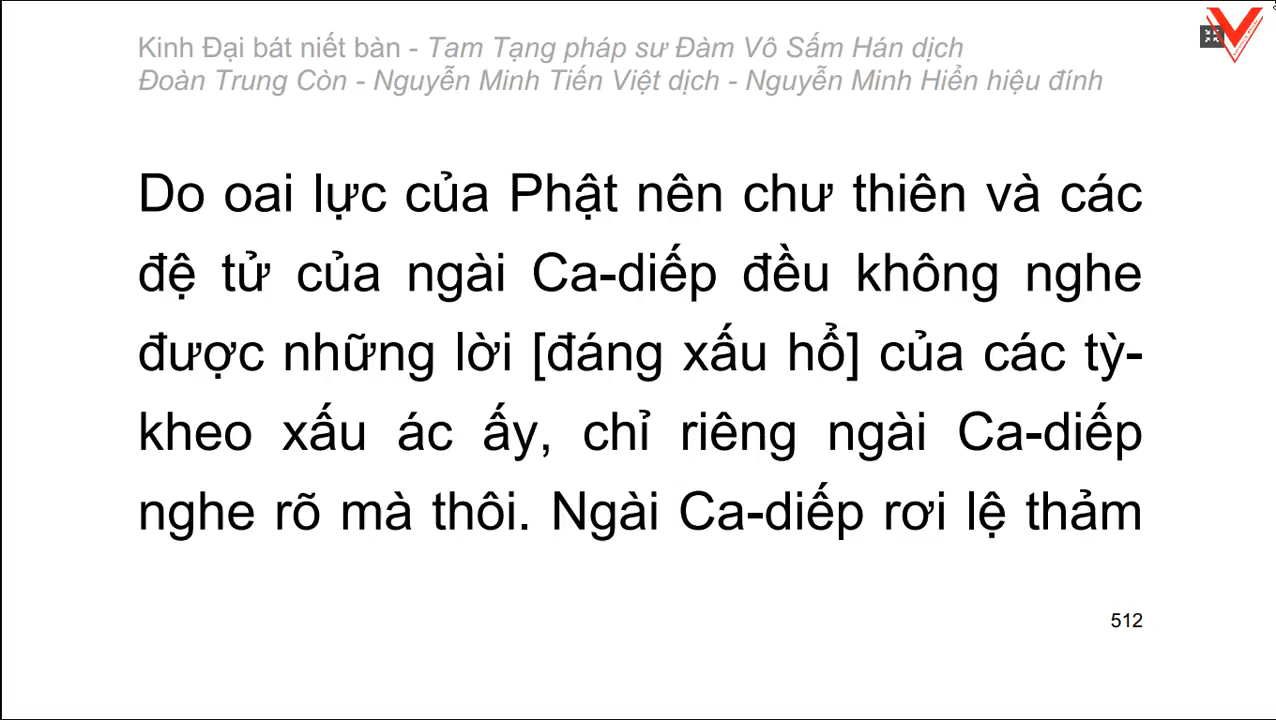 Kinh Đại bát niết bàn - Tam Tạng pháp sư Đàm Vô Sấm Hán dịch
Đoàn Trung Còn - Nguyễn Minh Tiến Việt dịch - Nguyễn Minh Hiển hiệu đính
Do oai lực của Phật nên chư thiên và các
đệ tử của ngài Ca-diếp đều không nghe
được những lời [đáng xấu hổ] của các tỳ-
kheo xấu ác ấy, chỉ riêng ngài Ca-diếp
nghe rõ mà thôi. Ngài Ca-diếp rơi lệ thảm
512